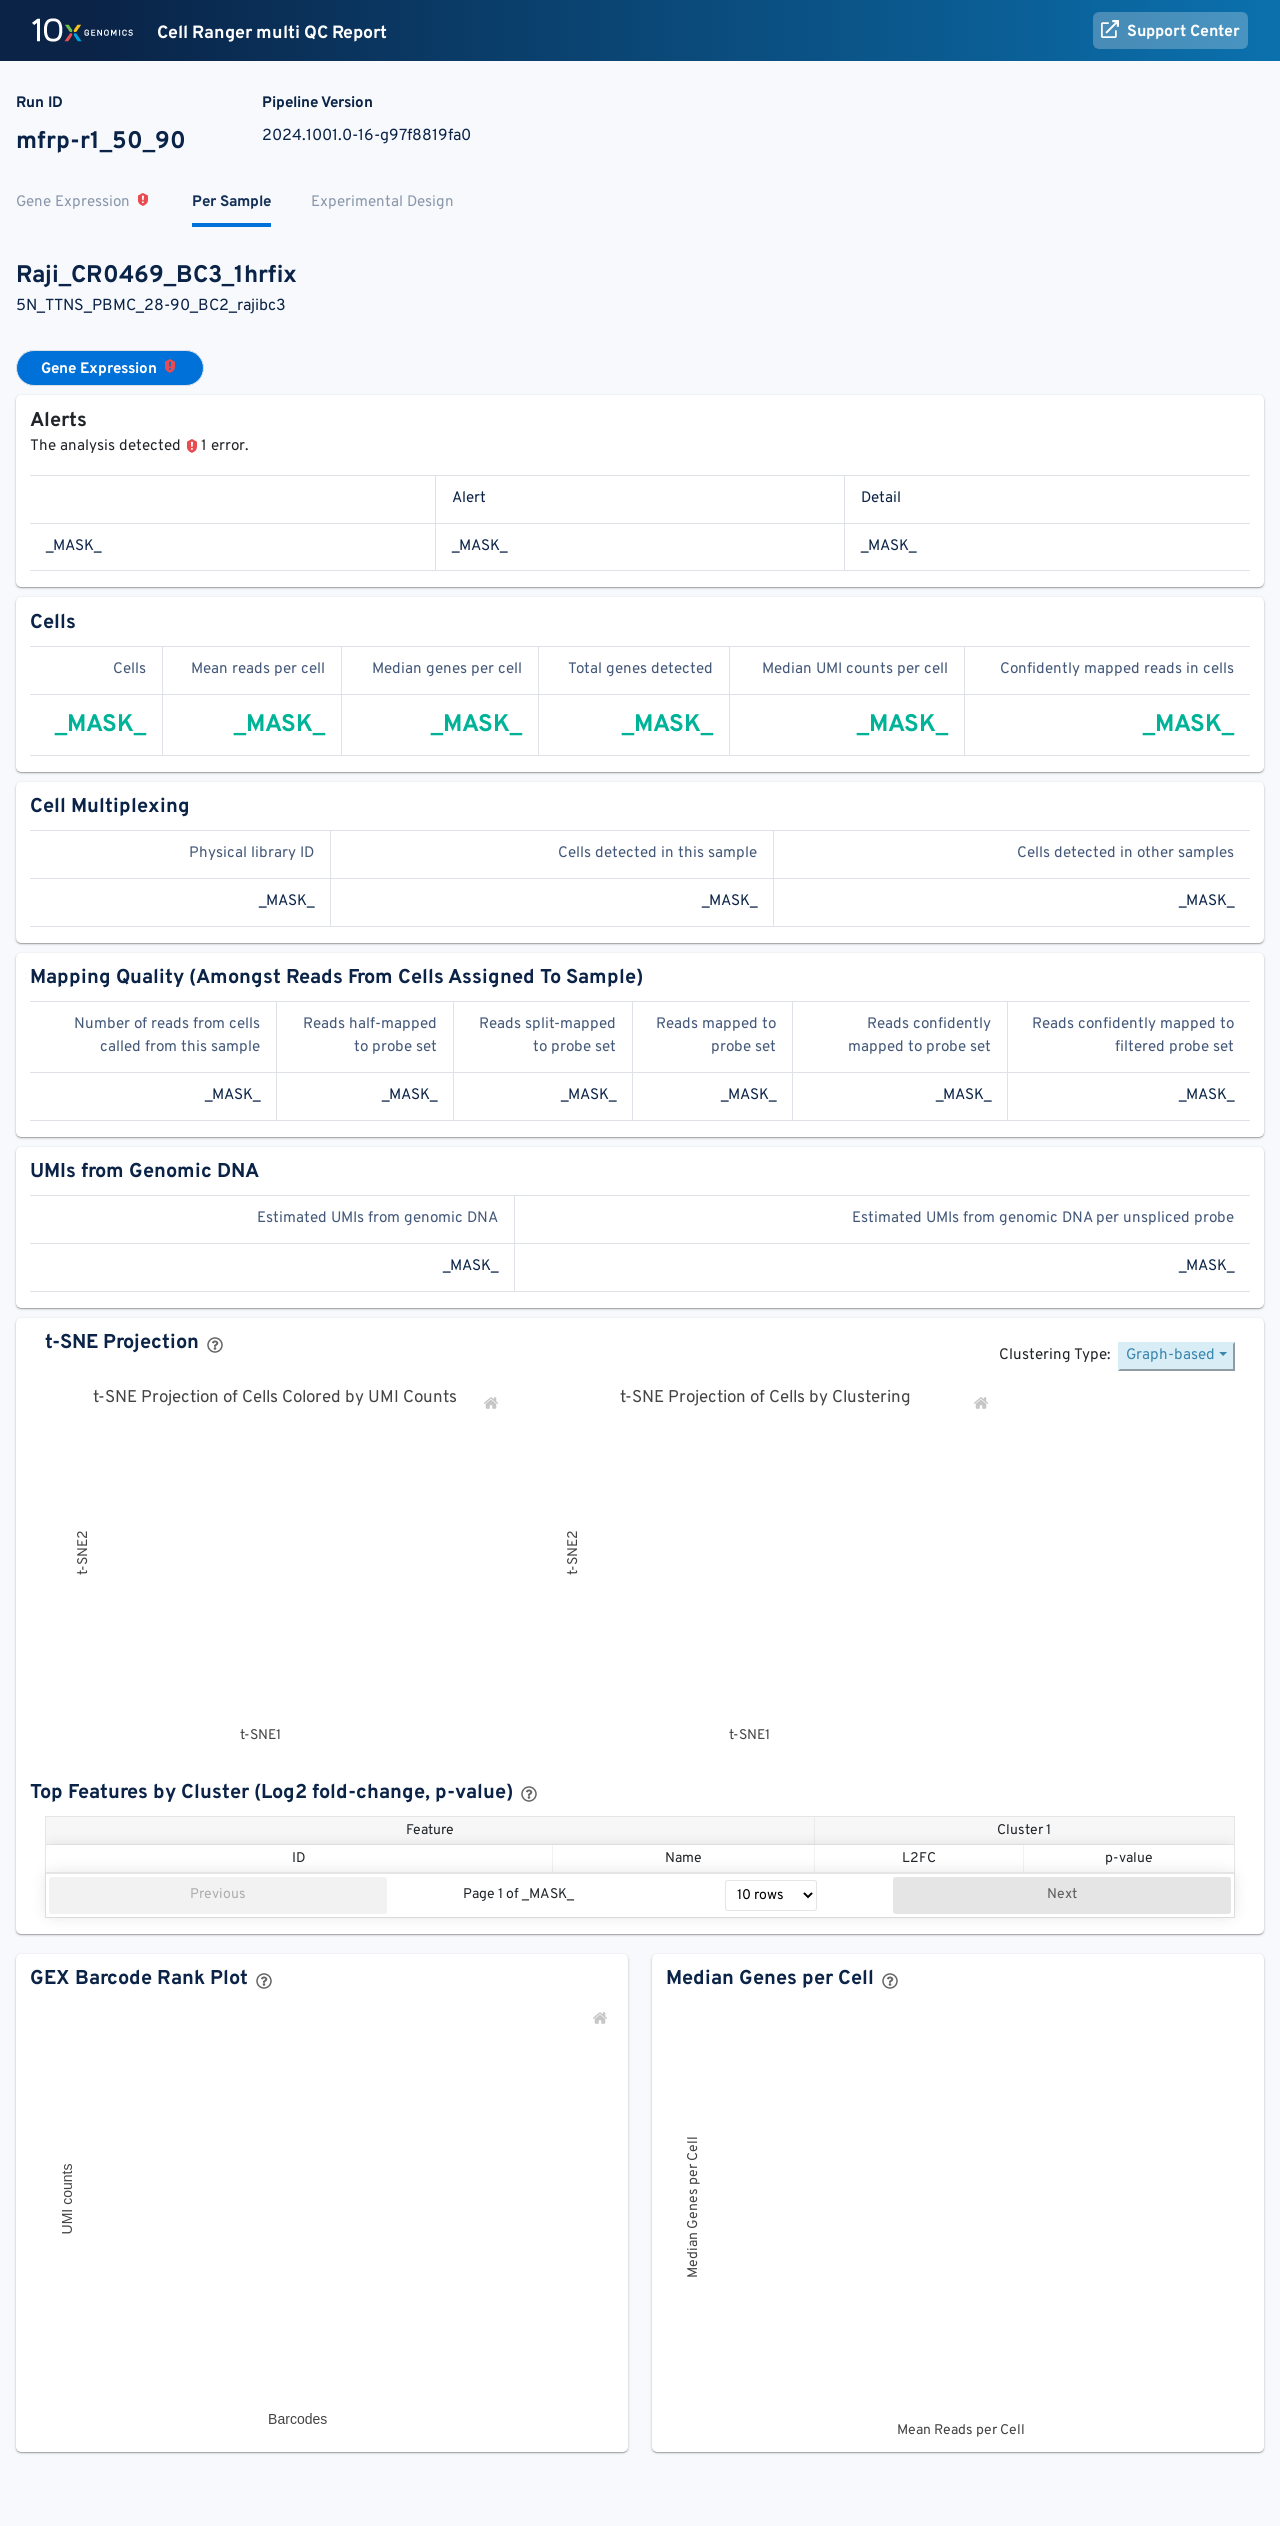 10x GENOMICS Cell Ranger multi QC Report Support Center
Run ID Pipeline Version
mfrp-r1_50_90 2024.1001.0-16-g97f8819fa0
Gene Expression Per Sample Experimental Design
Raji_CR0469_BC3_1hrfix
5N_TTNS_PBMC_28-90_BC2_rajibc3
Gene Expression
Alerts
The analysis detected 1 error.
Alert Detail
_MASK_ _MASK_ _MASK_
Cells
Cells Mean reads per cell Median genes per cell Total genes detected Median UMI counts per cell Confidently mapped reads in cells
_MASK_ _MASK_ _MASK_ _MASK_ _MASK_ _MASK_
Cell Multiplexing
Physical library ID Cells detected in this sample Cells detected in other samples
_MASK_ _MASK_ _MASK_
Mapping Quality (Amongst Reads From Cells Assigned To Sample)
Number of reads from cells Reads half-mapped Reads split-mapped Reads mapped to Reads confidently Reads confidently mapped to
called from this sample to probe set to probe set probe set mapped to probe set filtered probe set
_MASK_ _MASK_ _MASK_ _MASK_ _MASK_ _MASK_
UMIs from Genomic DNA
Estimated UMIs from genomic DNA Estimated UMIs from genomic DNA per unspliced probe
_MASK_ _MASK_
t-SNE Projection ?
Clustering Type: Graph-based
t-SNE Projection of Cells Colored by UMI Counts t-SNE Projection of Cells by Clustering
t-SNE2 t-SNE2
t-SNE1 t-SNE1
Top Features by Cluster (Log2 fold-change, p-value) ?
Feature Cluster 1
ID Name L2FC p-value
Previous Page 1 of _MASK_ 10 rows Next
GEX Barcode Rank Plot ? Median Genes per Cell ?
UMI counts Median Genes per Cell
Barcodes
Mean Reads per Cell